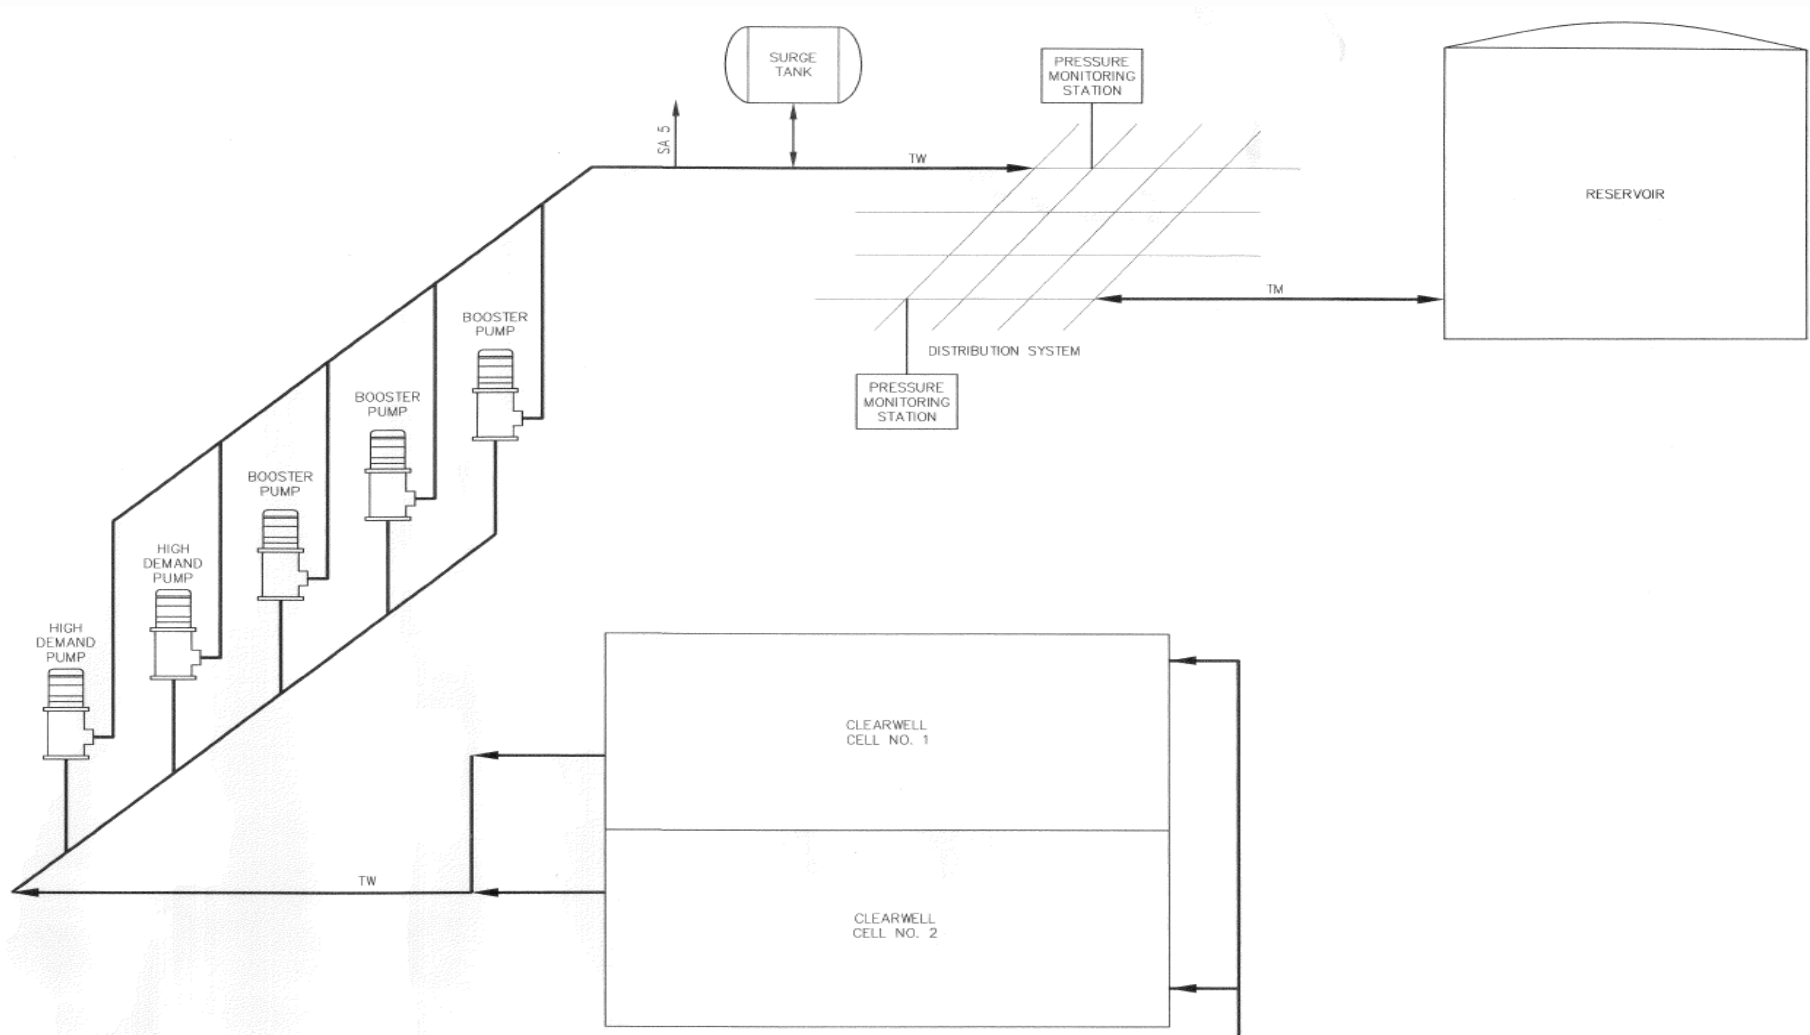 SURGE
TANK
PRESSURE
MONITORING
STATION
SA 5
TW
RESERVOIR
TM
DISTRIBUTION SYSTEM
PRESSURE
MONITORING
STATION
BOOSTER
PUMP
BOOSTER
PUMP
BOOSTER
PUMP
HIGH
DEMAND
PUMP
HIGH
DEMAND
PUMP
CLEARWELL
CELL NO. 1
TW
CLEARWELL
CELL NO. 2